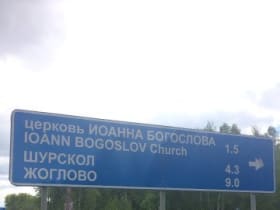 церковь ИОАННА БОГОСЛОВА
IOANN BOGOSLOV Church 1.5
ШУРСКОЛ 4.3
ЖОГЛОВО 9.0